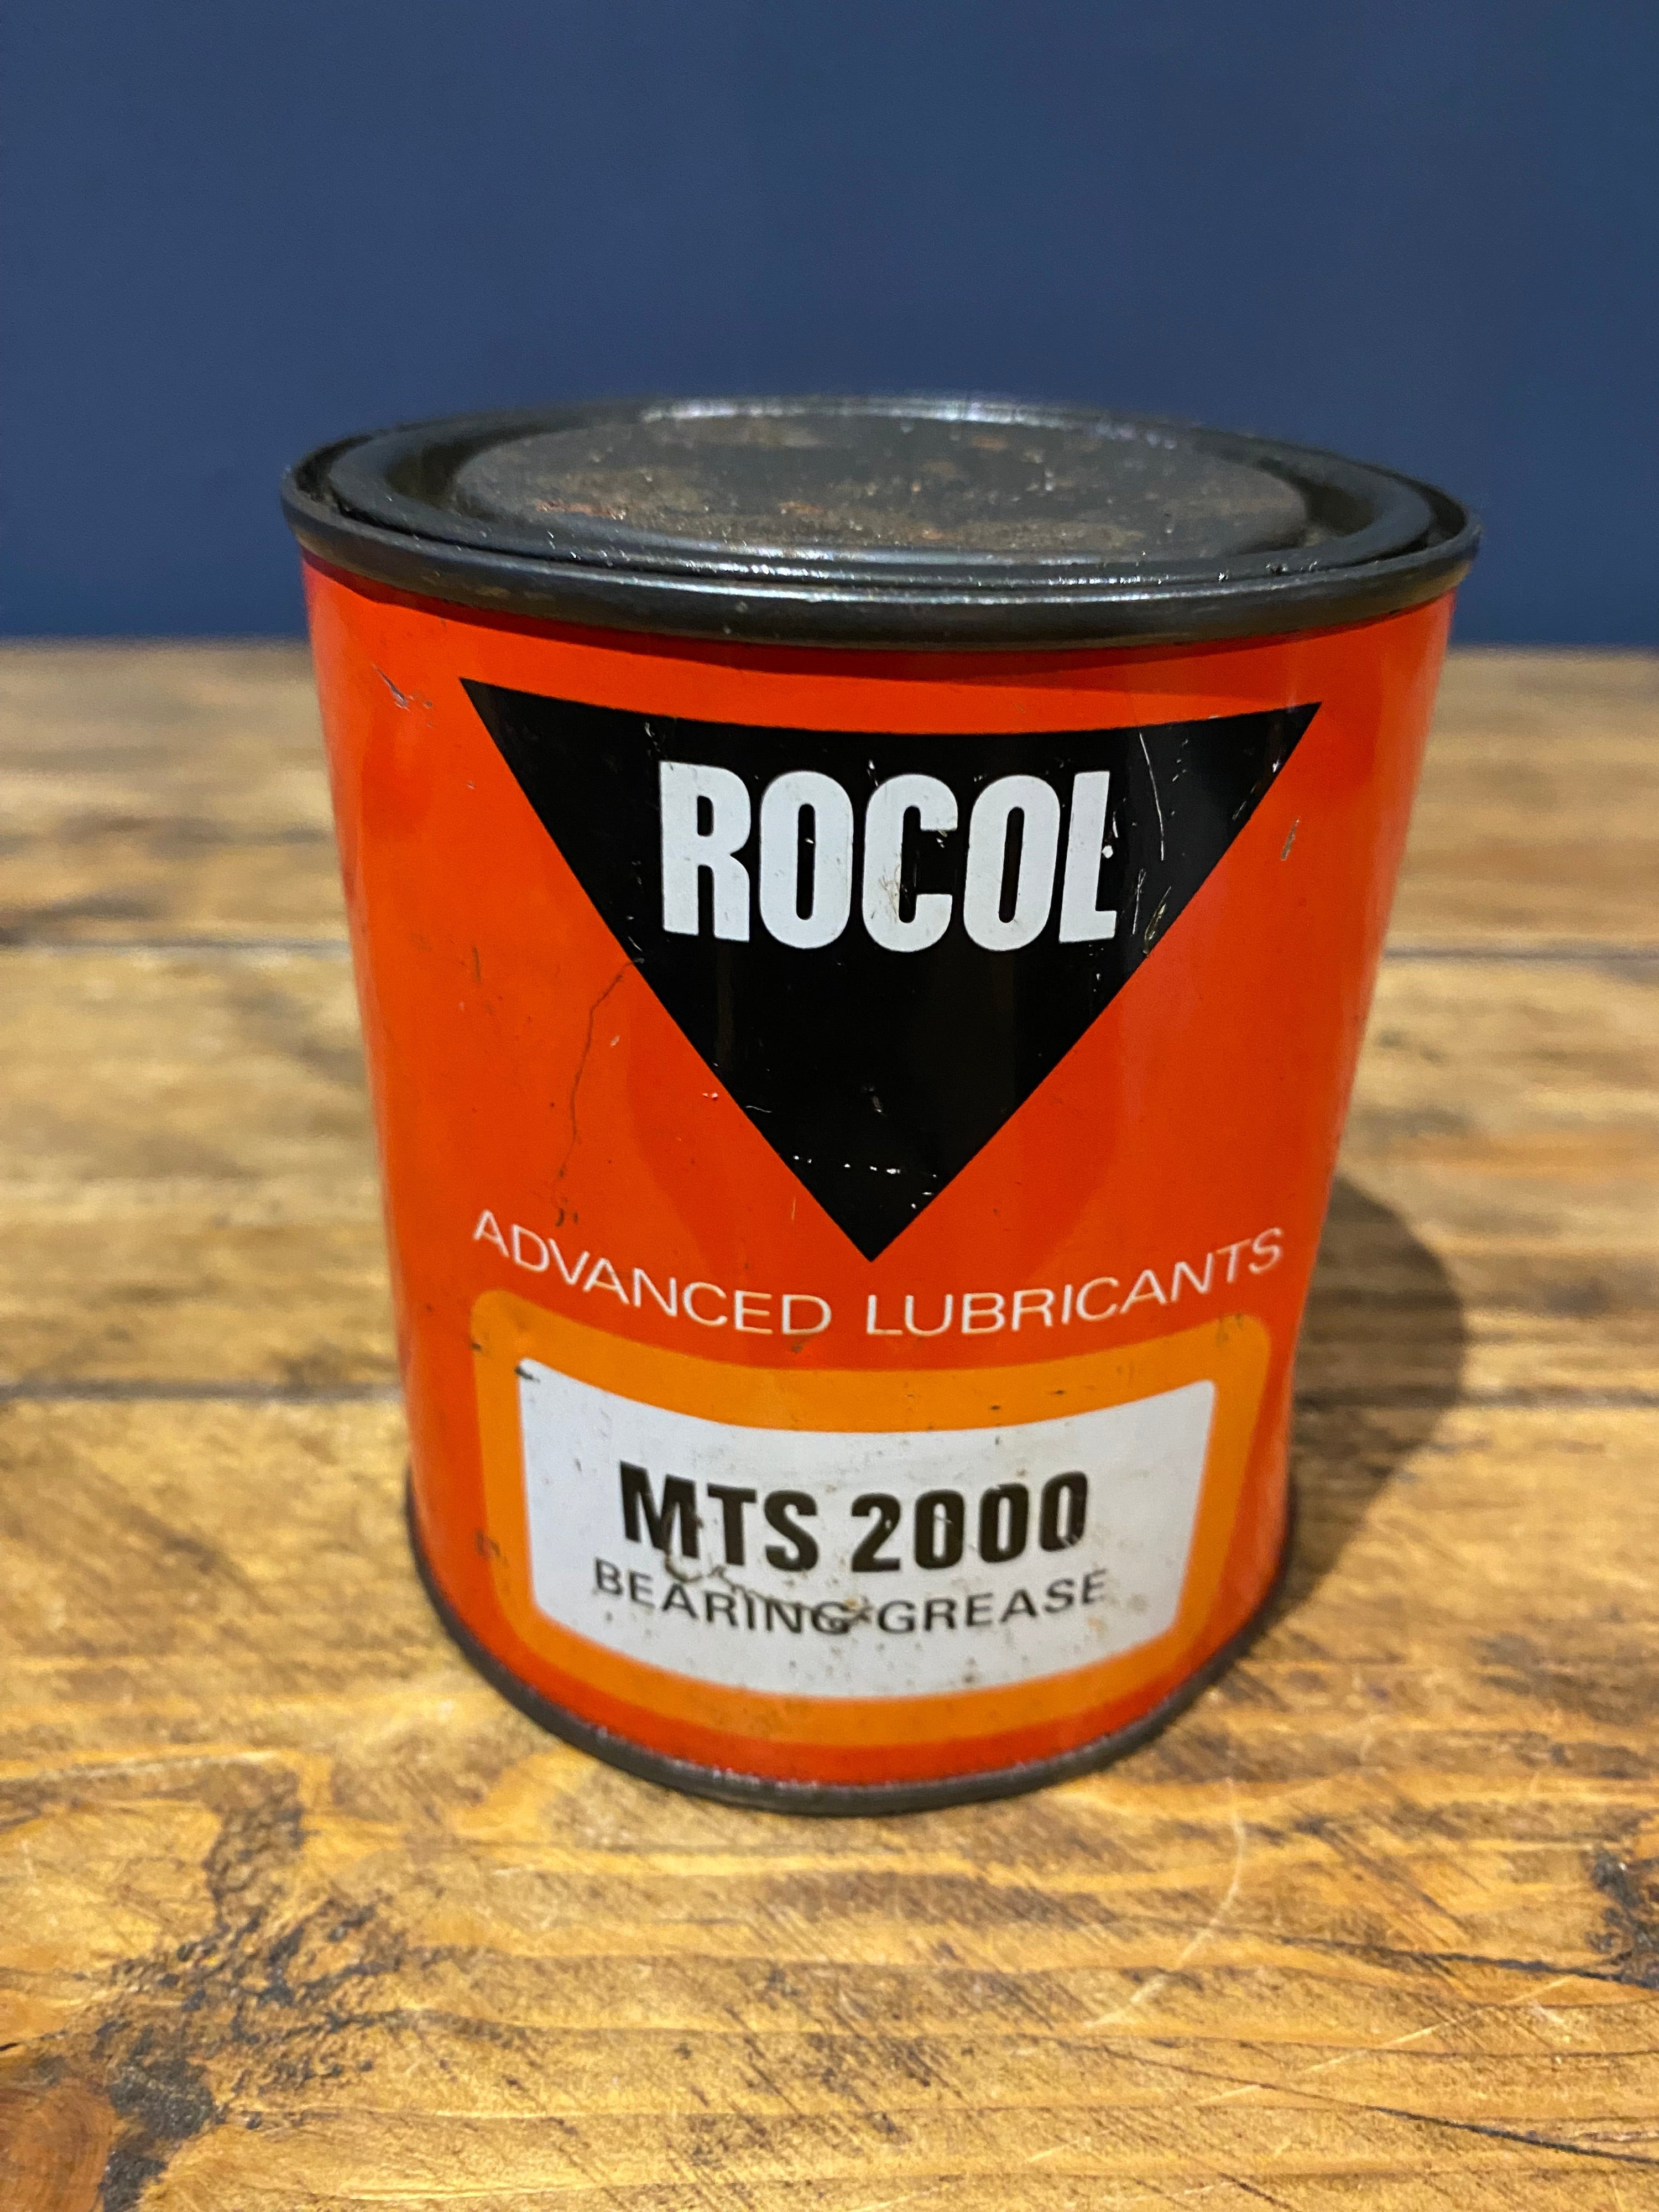 ROCOL
ADVANCED LUBRICANTS
MTS 2000
BEARING GREASE